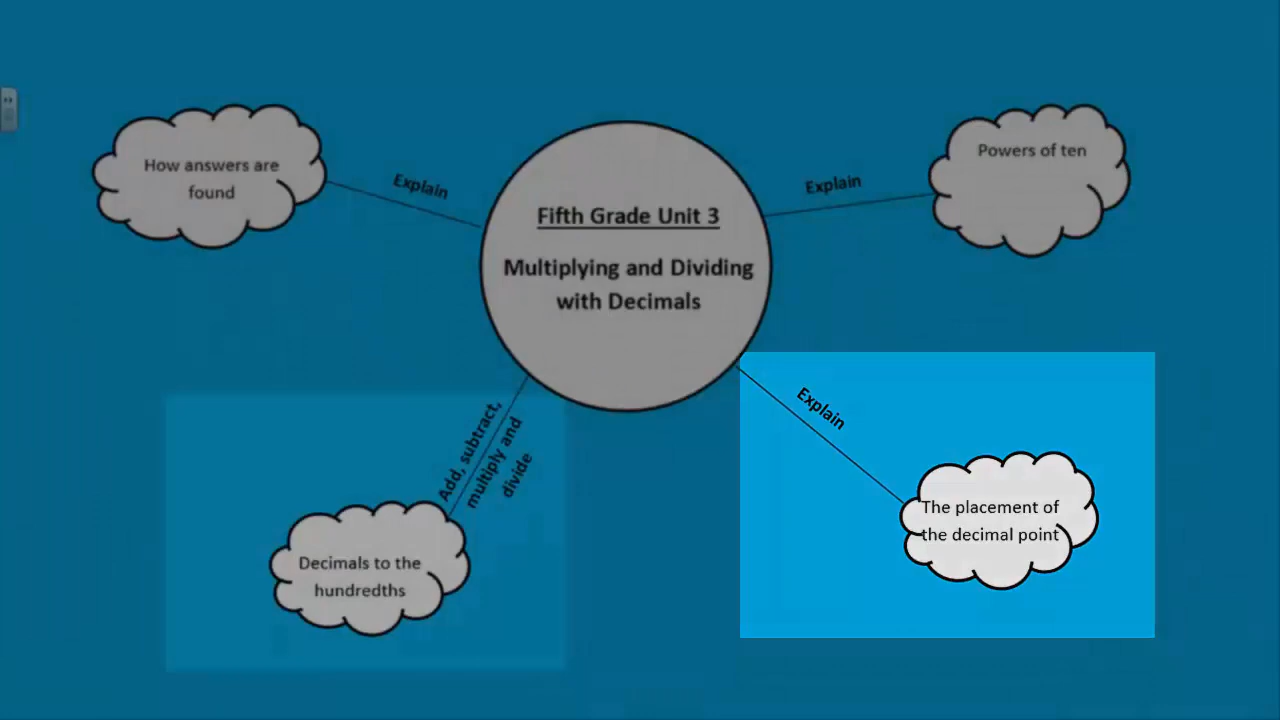 How answers are
found
Explain
Fifth Grade Unit 3
Multiplying and Dividing
with Decimals
Explain
Powers of ten
Add, subtract,
multiply and
divide
Decimals to the
hundredths
Explain
The placement of
the decimal point